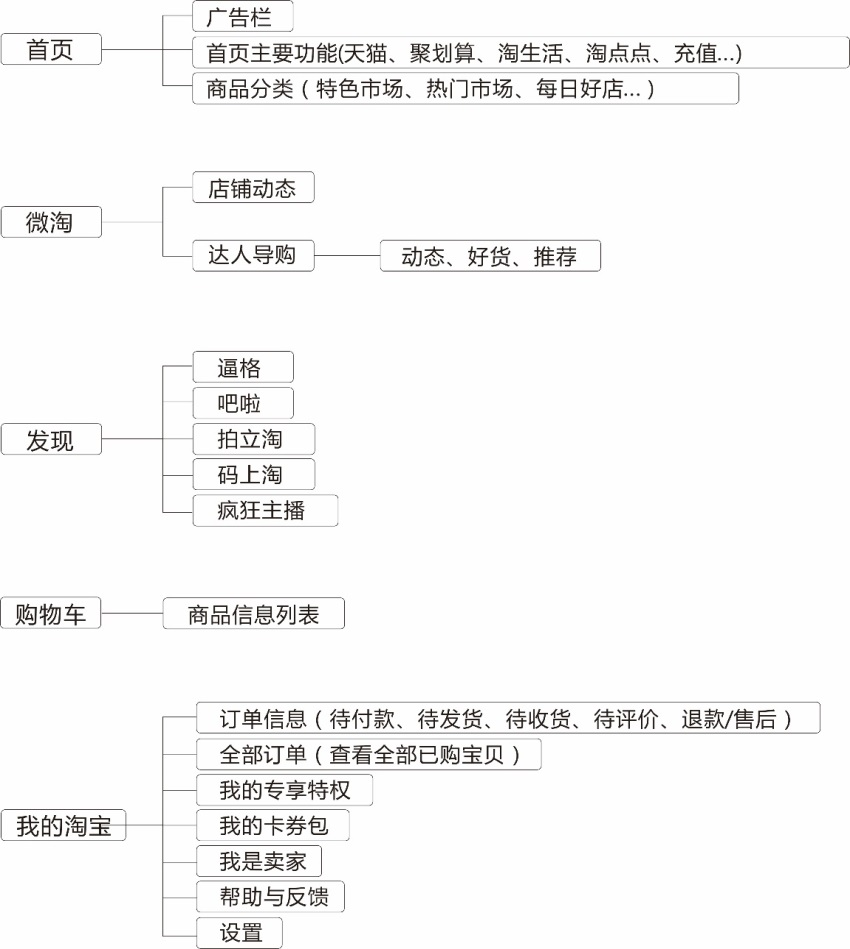 首页
广告栏
首页主要功能(天猫、聚划算、淘生活、淘点点、充值...)
商品分类（特色市场、热门市场、每日好店...）
微淘
店铺动态
达人导购
动态、好货、推荐
发现
逼格
吧啦
拍立淘
码上淘
疯狂主播
购物车
商品信息列表
我的淘宝
订单信息（待付款、待发货、待收货、待评价、退款/售后）
全部订单（查看全部已购宝贝）
我的专享特权
我的卡券包
我是卖家
帮助与反馈
设置